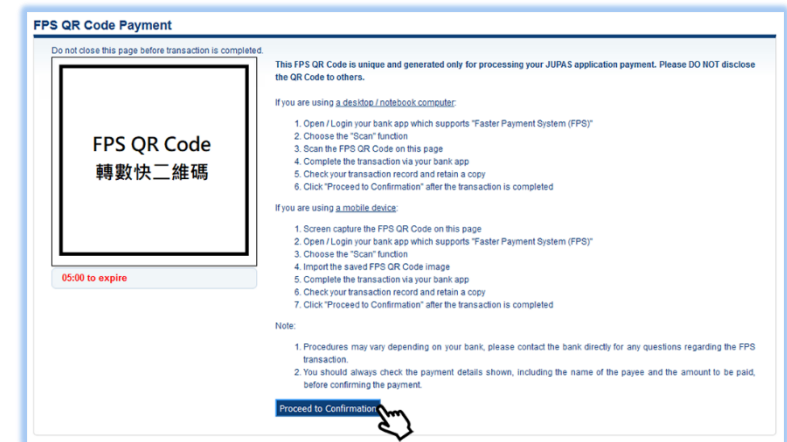 FPS QR Code Payment
Do not close this page before transaction is completed.
FPS QR Code
轉數快二維碼
05:00 to expire
This FPS QR Code is unique and generated only for processing your JUPAS application payment. Please DO NOT disclose
the QR Code to others.
If you are using a desktop / notebook computer:
1. Open / Login your bank app which supports "Faster Payment System (FPS)"
2. Choose the "Scan" function
3. Scan the FPS QR Code on this page
4. Complete the transaction via your bank app
5. Check your transaction record and retain a copy
6. Click "Proceed to Confirmation" after the transaction is completed
If you are using a mobile device:
1. Screen capture the FPS QR Code on this page
2. Open / Login your bank app which supports "Faster Payment System (FPS)"
3. Choose the "Scan" function
4. Import the saved FPS QR Code image
5. Complete the transaction via your bank app
6. Check your transaction record and retain a copy
7. Click "Proceed to Confirmation" after the transaction is completed
Note:
1. Procedures may vary depending on your bank, please contact the bank directly for any questions regarding the FPS
transaction.
2. You should always check the payment details shown, including the name of the payee and the amount to be paid,
before confirming the payment.
Proceed to Confirmation